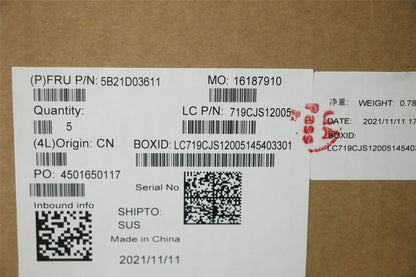 (P)FRU P/N: 5B21D03611 MO: 16187910
Quantity: LC P/N: 719CJS12005
5
(4L)Origin: CN BOXID: LC719CJS12005145403301
PO: 4501650117 Serial No
Inbound info
SHIPTO:
SUS
Made in China
2021/11/11
Pass
净重: WEIGHT: 0.78
DATE: 2021/11/11 17
BOXID:
LC719CJS1200514540